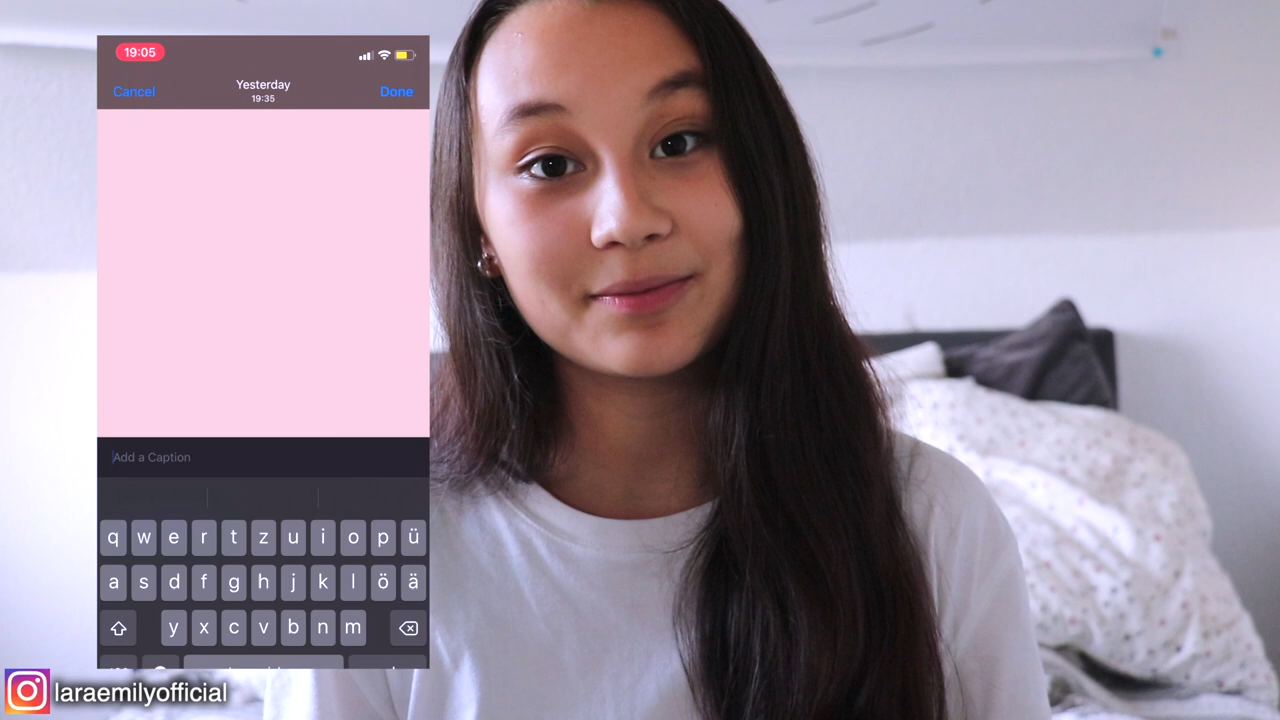 19:05
Cancel
Yesterday
19:35
Done
Add a Caption
q w e r t z u i o p ü
a s d f g h j k l ö ä
y x c v b n m
laraemilyofficial